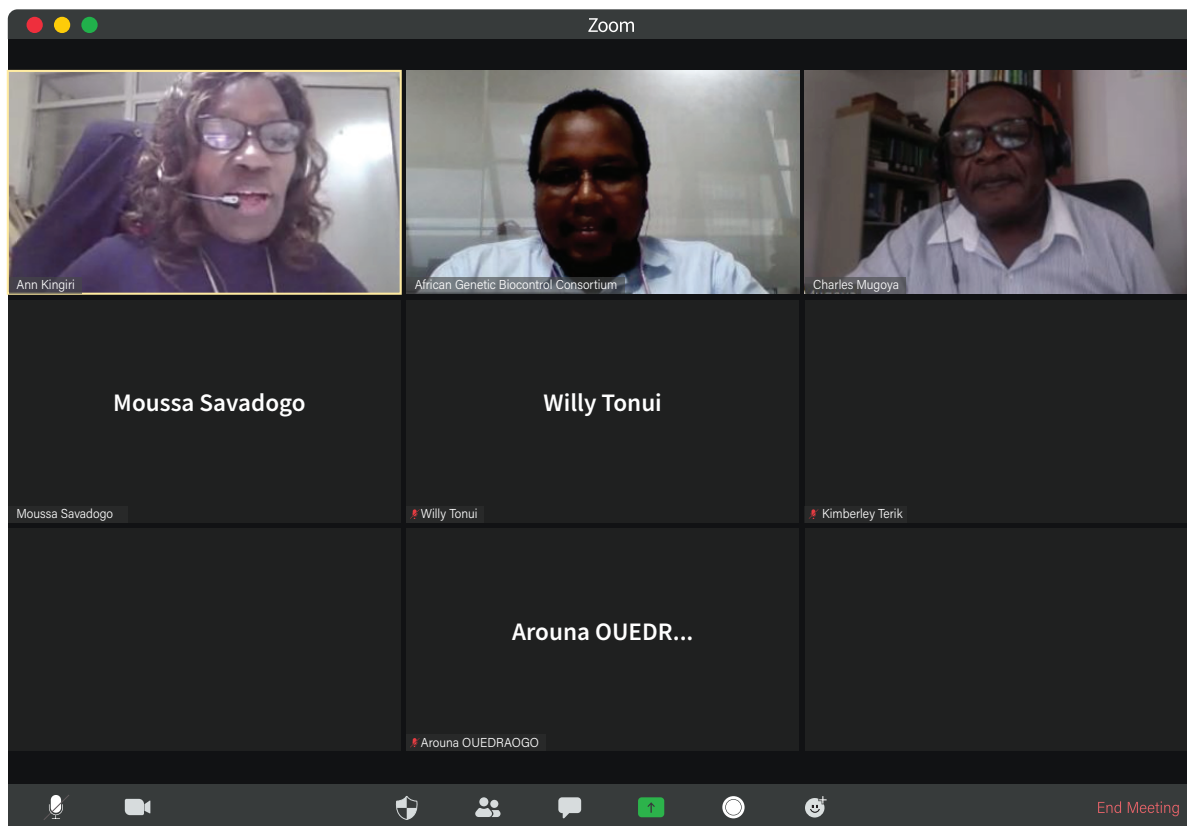 Zoom
Ann Kingiri
African Genetic Biocontrol Consortium
Charles Mugoya
Moussa Savadogo
Willy Tonui
Moussa Savadogo
Willy Tonui
Kimberley Terik
Arouna OUEDR...
Arouna OUEDRAOGO
End Meeting